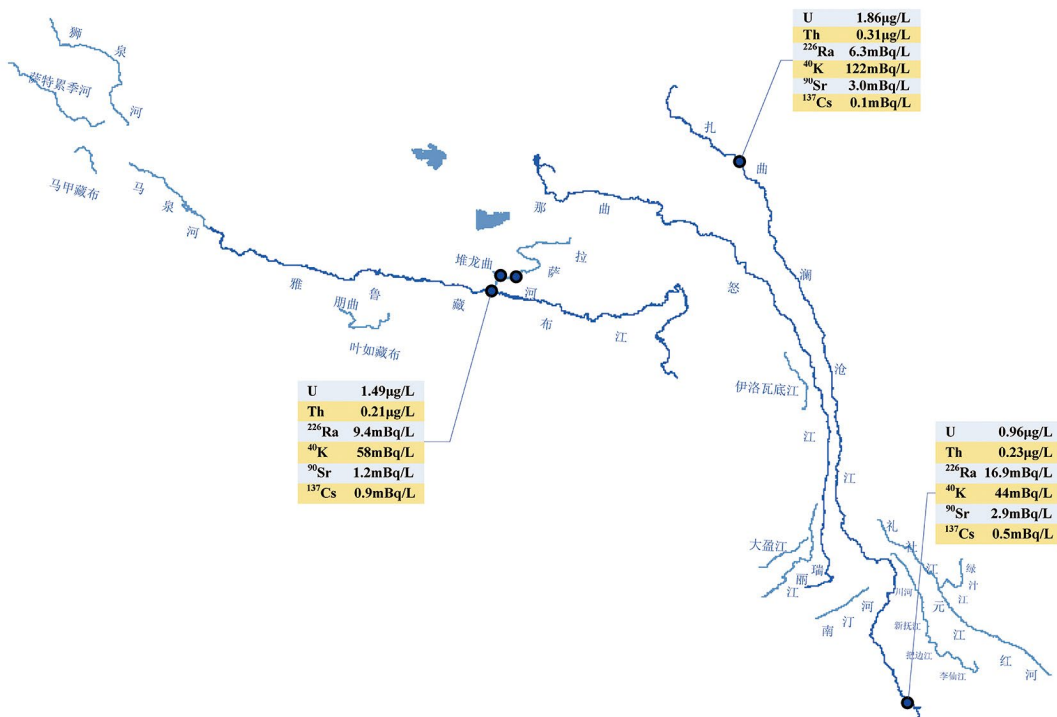 U 1.86μg/L
Th 0.31μg/L
²²⁶Ra 6.3mBq/L
⁴⁰K 122mBq/L
⁹⁰Sr 3.0mBq/L
¹³⁷Cs 0.1mBq/L
狮泉河
萨特累季河
马甲藏布
马泉河
扎曲
那曲
堆龙曲
拉萨河
雅鲁藏布江
朋曲
叶如藏布
怒江
澜沧江
伊洛瓦底江
U 1.49μg/L
Th 0.21μg/L
²²⁶Ra 9.4mBq/L
⁴⁰K 58mBq/L
⁹⁰Sr 1.2mBq/L
¹³⁷Cs 0.9mBq/L
U 0.96μg/L
Th 0.23μg/L
²²⁶Ra 16.9mBq/L
⁴⁰K 44mBq/L
⁹⁰Sr 2.9mBq/L
¹³⁷Cs 0.5mBq/L
大盈江
瑞丽江
南汀河
礼社江
绿汁江
元江
川河
新抚江
把边江
李仙江
红河